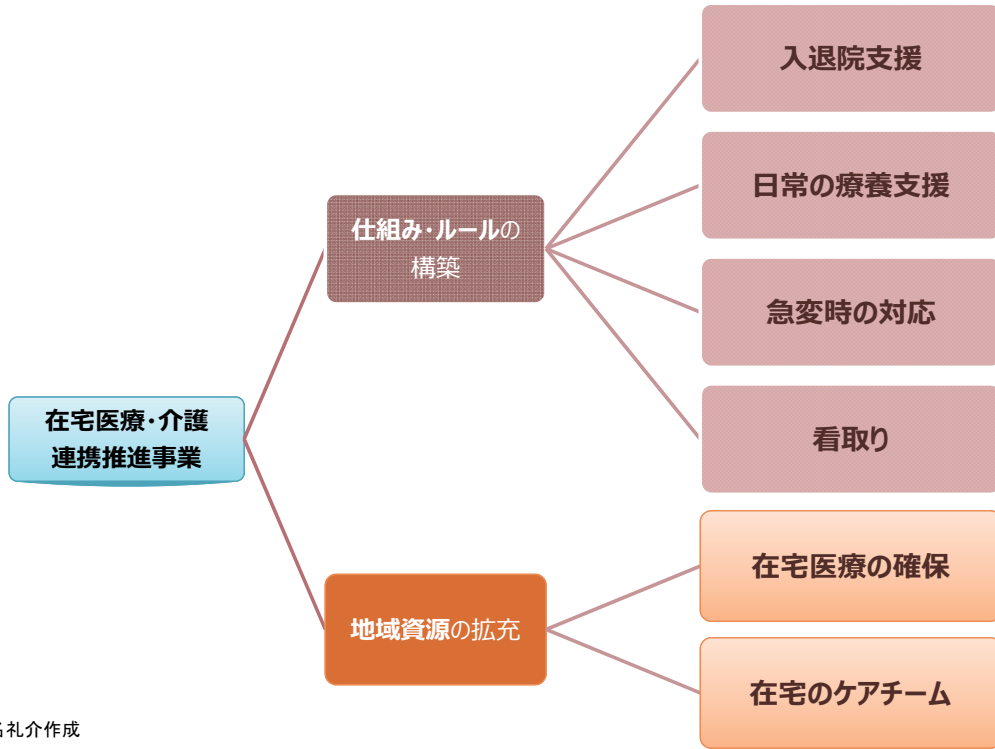 入退院支援
日常の療養支援
仕組み・ルールの
構築
急変時の対応
在宅医療・介護
連携推進事業
看取り
在宅医療の確保
地域資源の拡充
在宅のケアチーム
名礼介作成